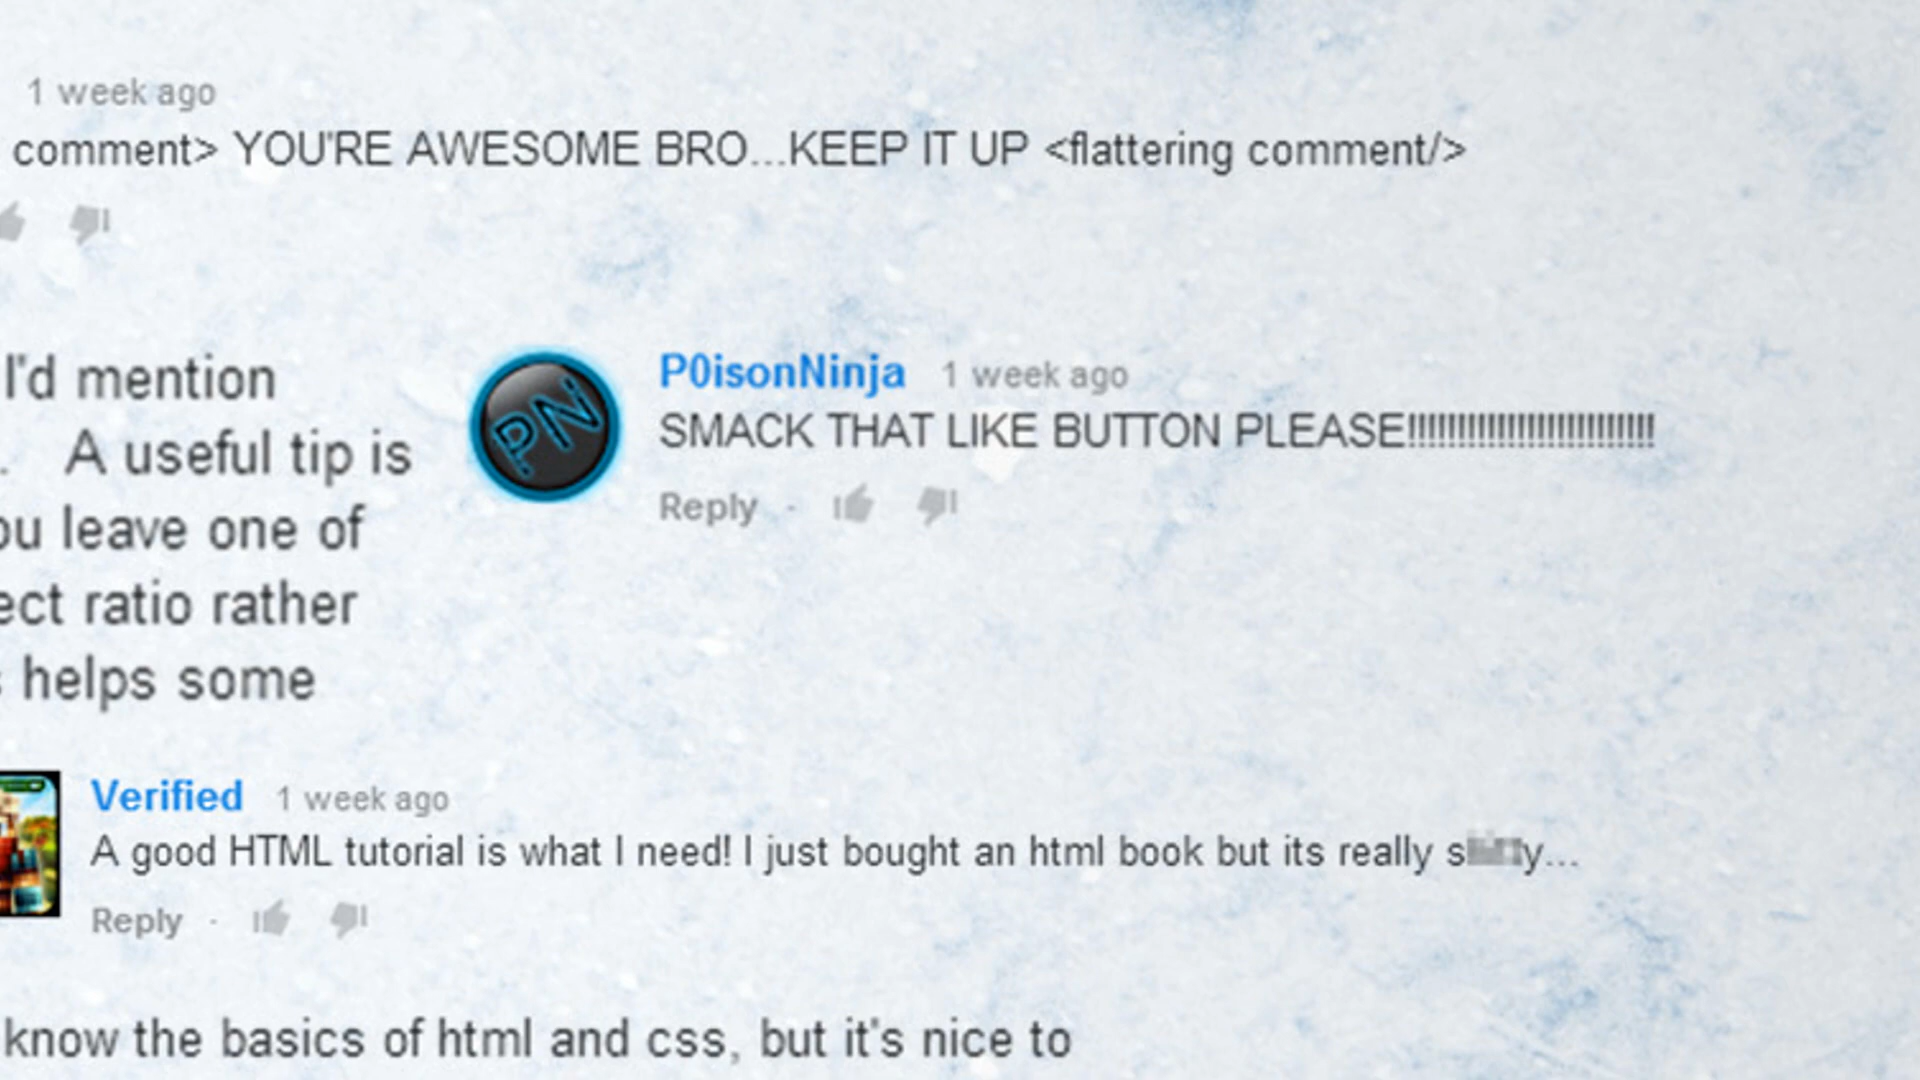 1 week ago
comment> YOU'RE AWESOME BRO...KEEP IT UP <flattering comment/>
I'd mention
. A useful tip is
ou leave one of
ect ratio rather
s helps some
PN
P0isonNinja 1 week ago
SMACK THAT LIKE BUTTON PLEASE!!!!!!!!!!!!!!!!!!!!!!!!!!
Reply ·
Verified 1 week ago
A good HTML tutorial is what I need! I just bought an html book but its really
Reply ·
know the basics of html and css, but it's nice to